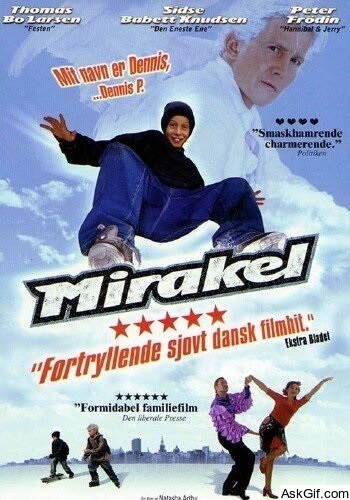 Thomas Bo Larsen
"Festen"
Sidse Babett Knudsen
"Den Eneste Ene"
Peter Frödin
"Hannibal & Jerry"
Mit navn er Dennis,
...Dennis P.
"Smaskhamrende
charmerende."
Politiken
Mirakel
"Fortryllende sjovt dansk filmhit."
Ekstra Bladet
"Formidabel familiefilm
Den liberale Presse
En film af Natasha Arthy
AskGif.com